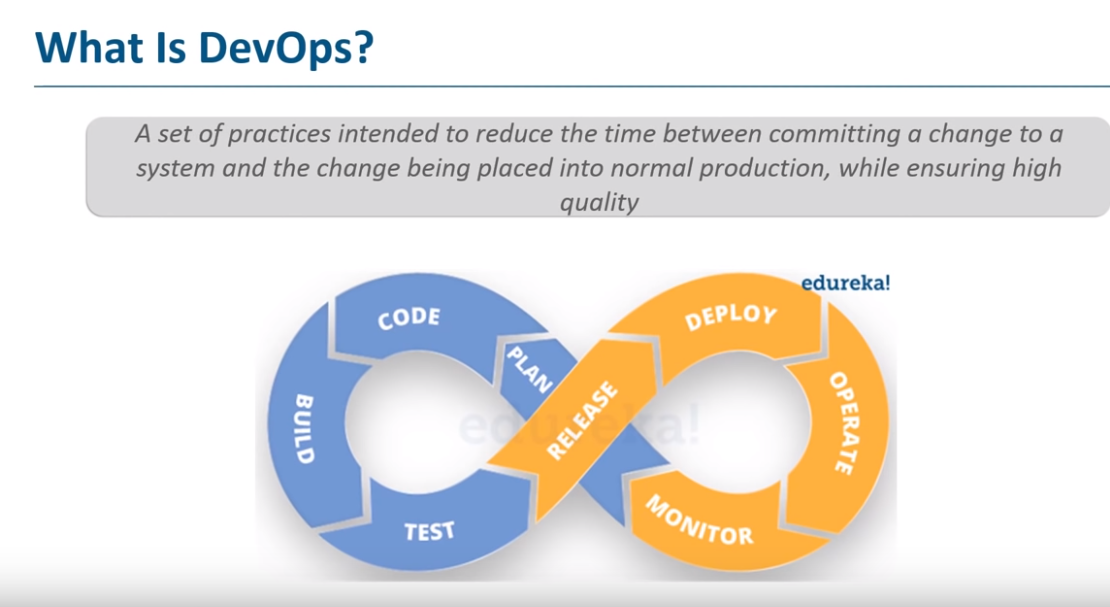 What Is DevOps?
A set of practices intended to reduce the time between committing a change to a
system and the change being placed into normal production, while ensuring high
quality
edureka!
CODE
DEPLOY
PLAN
BUILD
OPERATE
RELEASE
edureka!
TEST
MONITOR